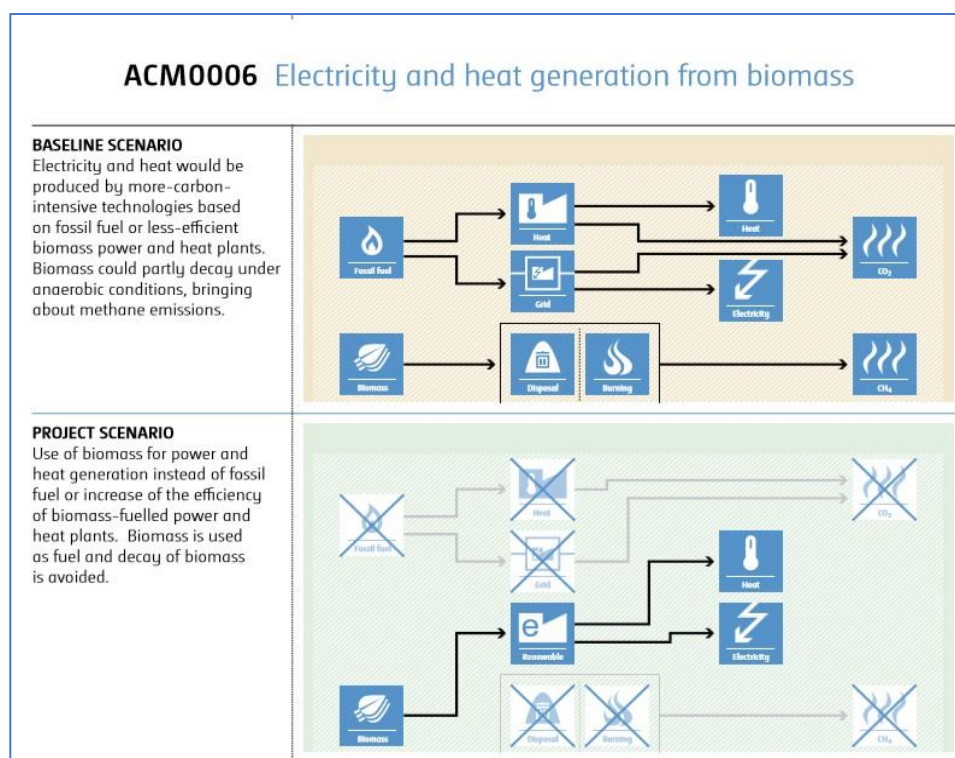 ACM0006 Electricity and heat generation from biomass
BASELINE SCENARIO
Electricity and heat would be
produced by more-carbon-
intensive technologies based
on fossil fuel or less-efficient
biomass power and heat plants.
Biomass could partly decay under
anaerobic conditions, bringing
about methane emissions.
Heat
Heat
Fossil fuel
CO₂
Grid
Electricity
Biomass
Disposal
Burning
CH₄
PROJECT SCENARIO
Use of biomass for power and
heat generation instead of fossil
fuel or increase of the efficiency
of biomass-fuelled power and
heat plants.  Biomass is used
as fuel and decay of biomass
is avoided.
Heat
CO₂
Fossil fuel
Grid
Heat
e
Renewable
Electricity
Biomass
Disposal
Burning
CH₄